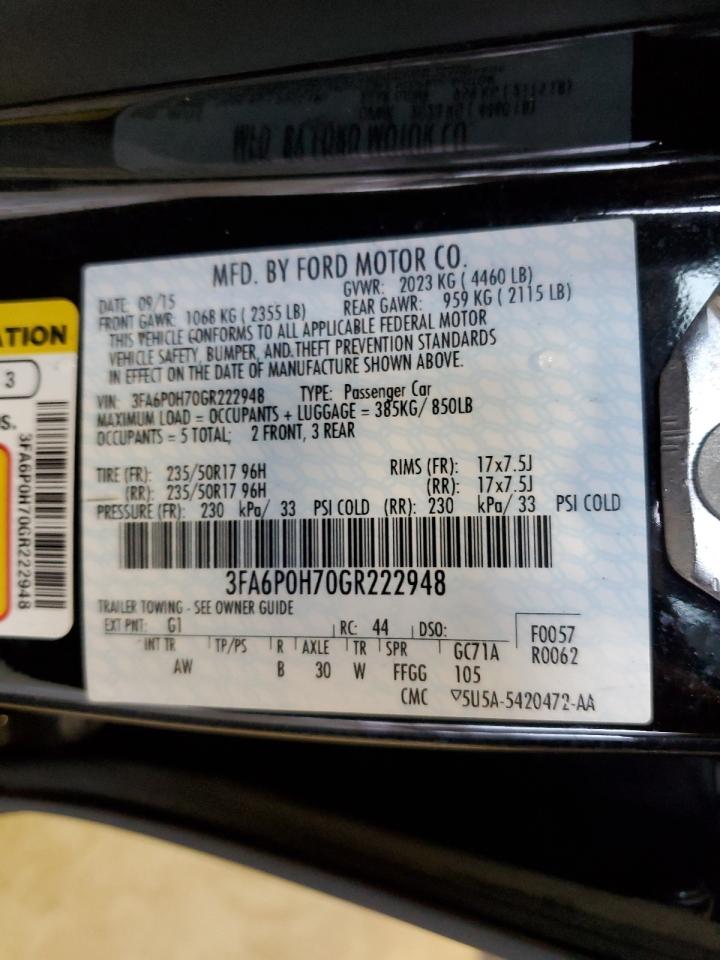 MFD. BY FORD MOTOR CO.
DATE: 09/15 GVWR: 2023 KG ( 4460 LB)
FRONT GAWR: 1068 KG ( 2355 LB) REAR GAWR: 959 KG ( 2115 LB)
THIS VEHICLE CONFORMS TO ALL APPLICABLE FEDERAL MOTOR
VEHICLE SAFETY, BUMPER, AND THEFT PREVENTION STANDARDS
IN EFFECT ON THE DATE OF MANUFACTURE SHOWN ABOVE.
VIN: 3FA6P0H70GR222948 TYPE: Passenger Car
MAXIMUM LOAD = OCCUPANTS + LUGGAGE = 385KG/ 850LB
OCCUPANTS = 5 TOTAL; 2 FRONT, 3 REAR
TIRE (FR): 235/50R17 96H RIMS (FR): 17x7.5J
(RR): 235/50R17 96H (RR): 17x7.5J
PRESSURE (FR): 230 kPa/ 33 PSI COLD (RR): 230 kPa/ 33 PSI COLD
3FA6P0H70GR222948
TRAILER TOWING - SEE OWNER GUIDE
EXT PNT: G1 RC: 44 DSO: F0057
INT TR TP/PS R AXLE TR SPR GC71A R0062
AW B 30 W FFGG 105
CMC ▽5U5A-5420472-AA
ATION
3
S.
3FA6P0H70GR222948